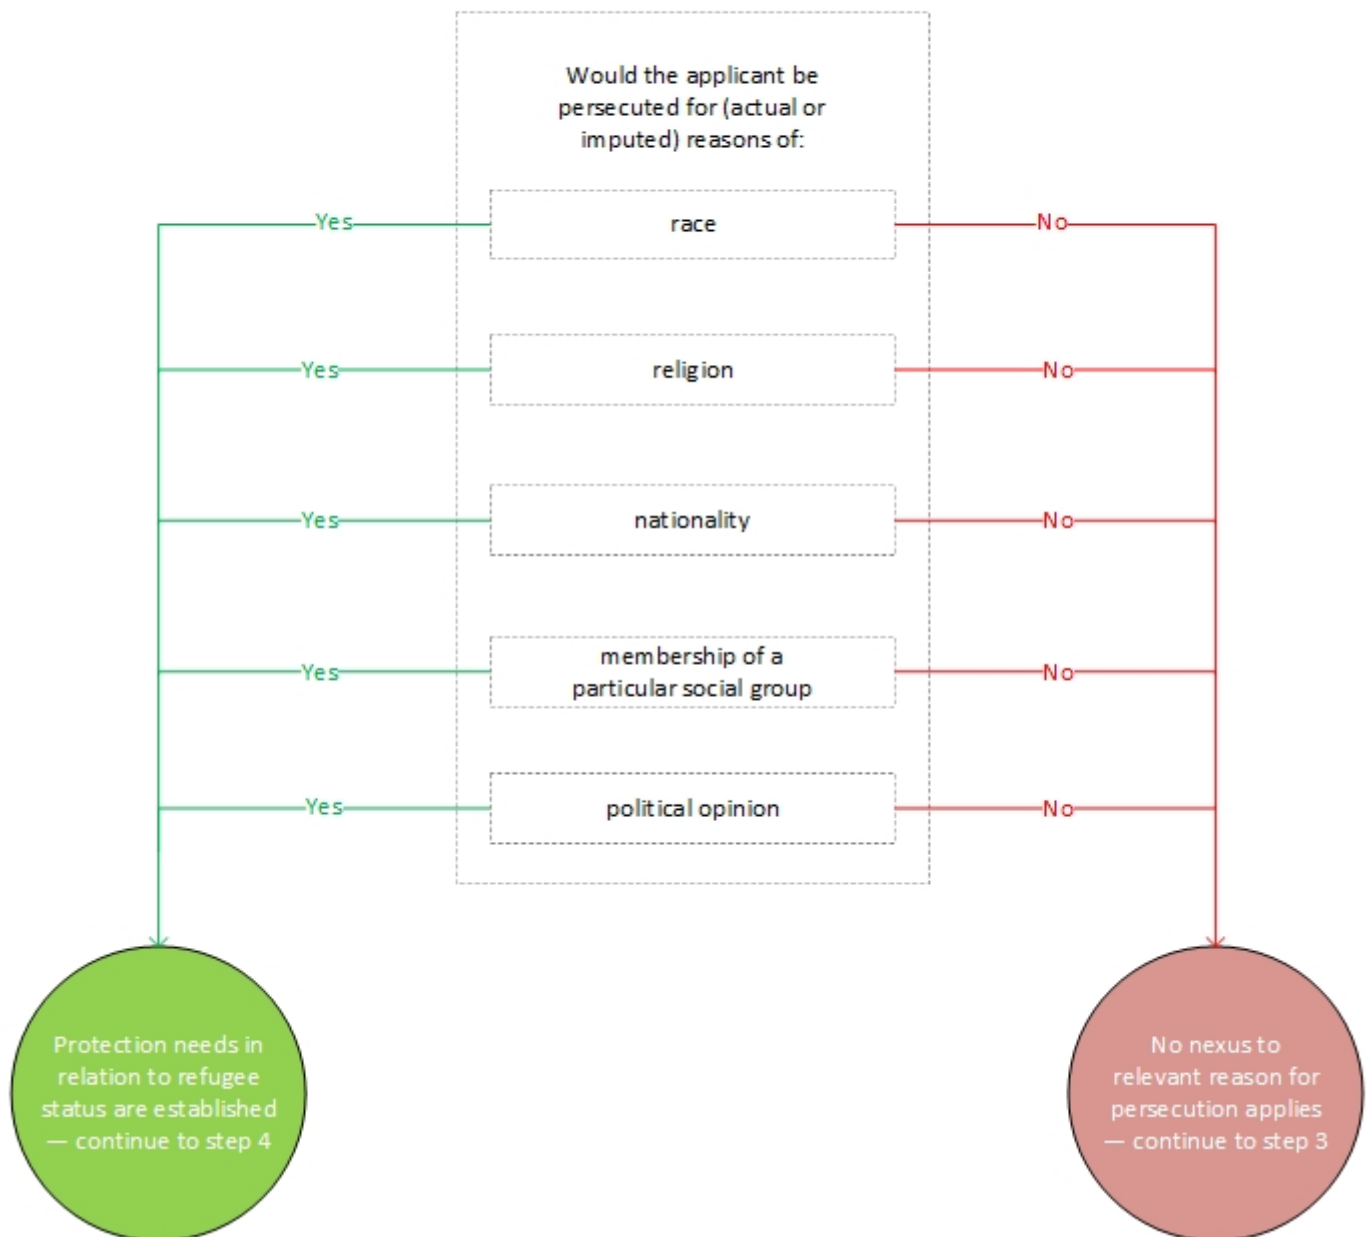 Would the applicant be
persecuted for (actual or
imputed) reasons of:
Yes
race
No
Yes
religion
No
Yes
nationality
No
Yes
membership of a
particular social group
No
Yes
political opinion
No
Protection needs in
relation to refugee
status are established
— continue to step 4
No nexus to
relevant reason for
persecution applies
— continue to step 3